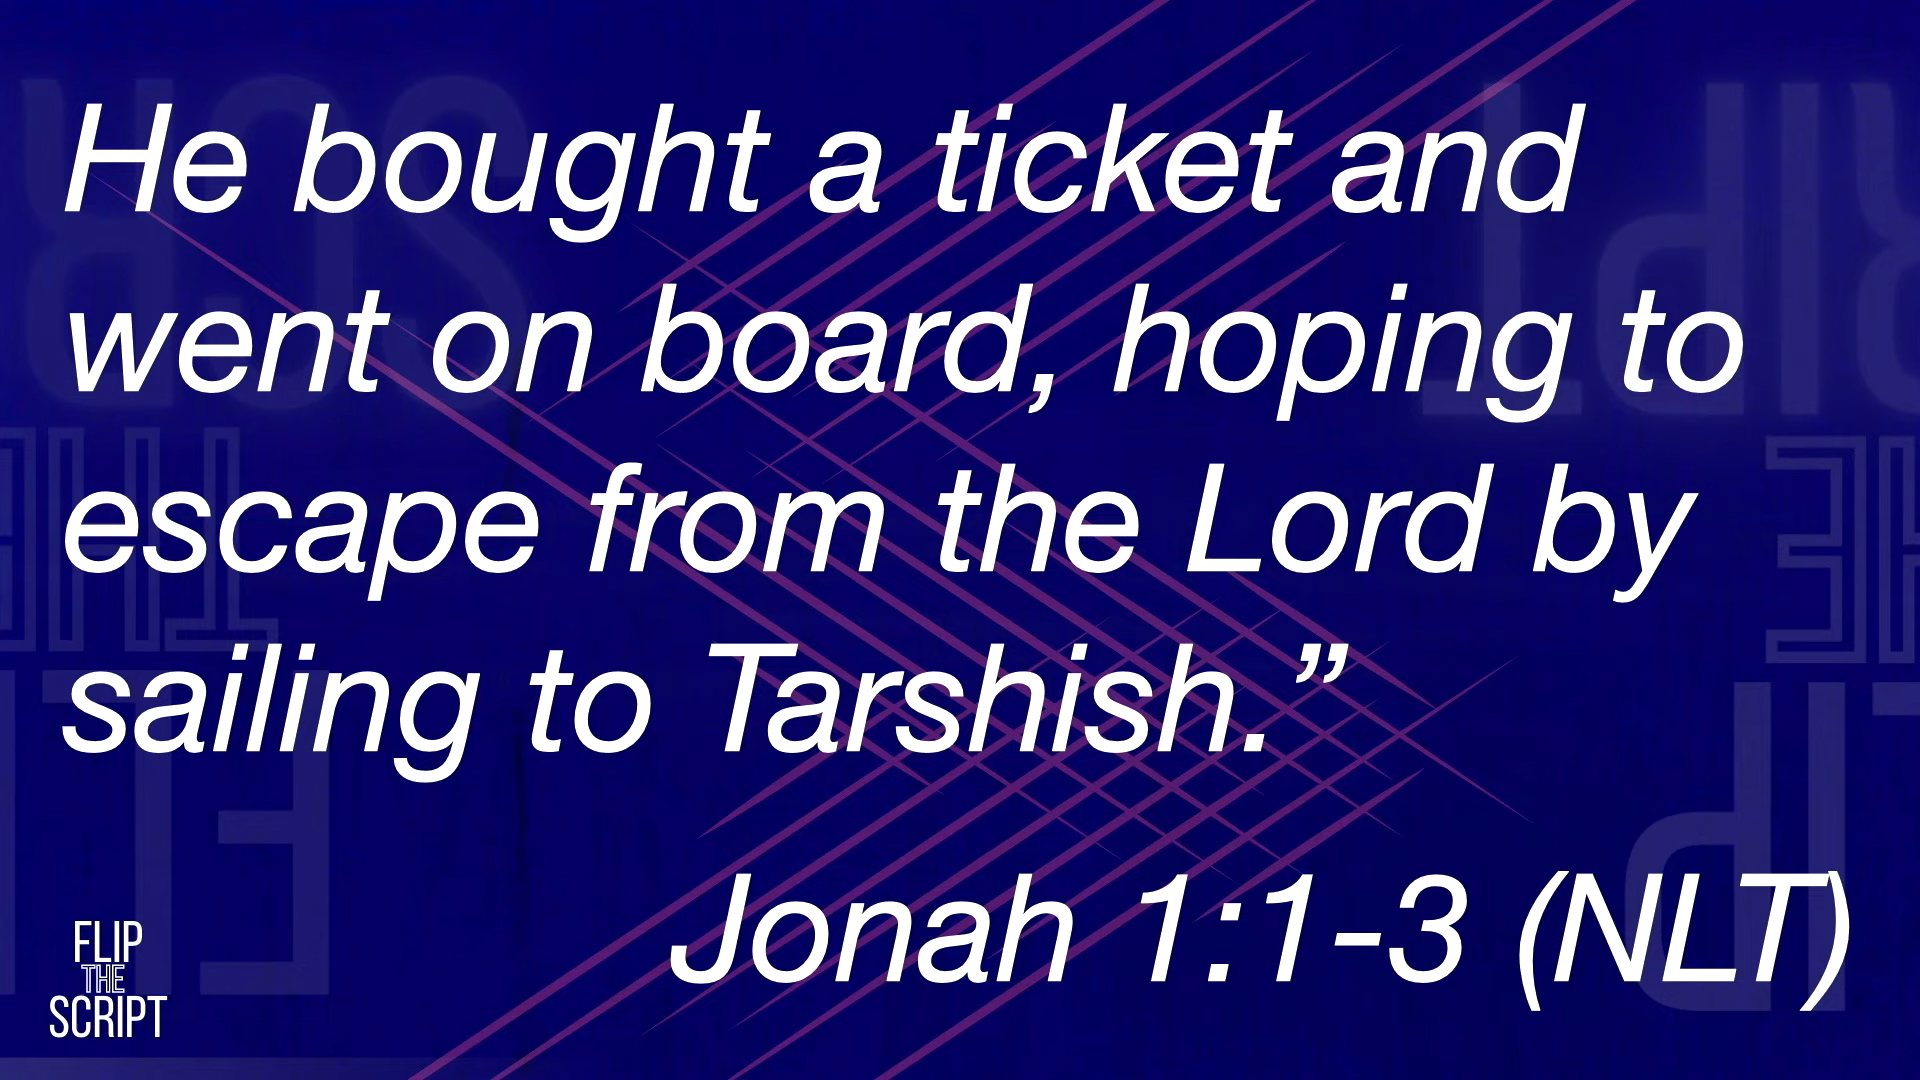 He bought a ticket and
went on board, hoping to
escape from the Lord by
sailing to Tarshish.”
Jonah 1:1-3 (NLT)
FLIP
THE
SCRIPT